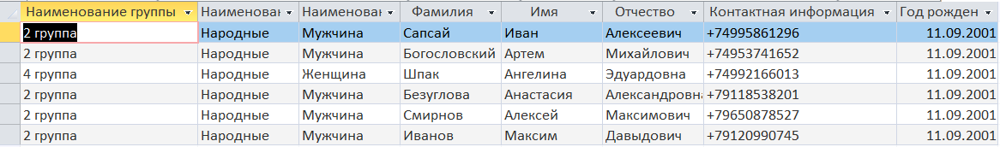 Наименование группы Наименован Наименован Фамилия Имя Отчество Контактная информация Год рожден
2 группа Народные Мужчина Сапсай Иван Алексеевич +74995861296 11.09.2001
2 группа Народные Мужчина Богословский Артем Михайлович +74953741652 11.09.2001
4 группа Народные Женщина Шпак Ангелина Эдуардовна +74992166013 11.09.2001
2 группа Народные Мужчина Безуглова Анастасия Александровна +79118538201 11.09.2001
2 группа Народные Мужчина Смирнов Алексей Максимович +79650878527 11.09.2001
2 группа Народные Мужчина Иванов Максим Давыдович +79120990745 11.09.2001